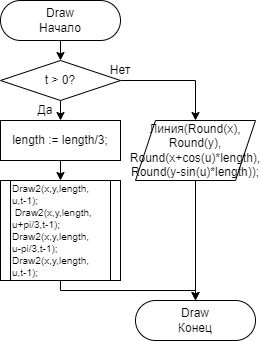 Draw
Начало
t > 0?
Нет
Да
length := length/3;
Линия(Round(x),
Round(y),
Round(x+cos(u)*length),
Round(y-sin(u)*length));
Draw2(x,y,length,
u,t-1);
Draw2(x,y,length,
u+pi/3,t-1);
Draw2(x,y,length,
u-pi/3,t-1);
Draw2(x,y,length,
u,t-1);
Draw
Конец